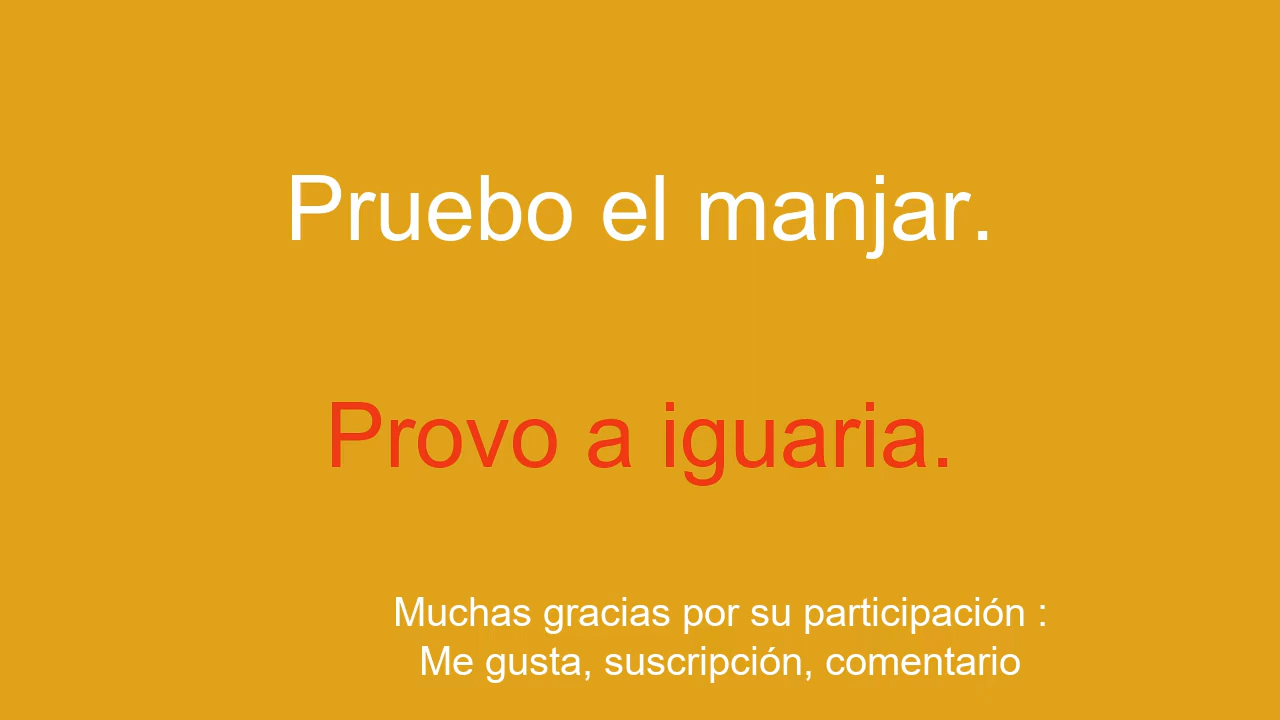 Pruebo el manjar.
Provo a iguaria.
Muchas gracias por su participación :
Me gusta, suscripción, comentario